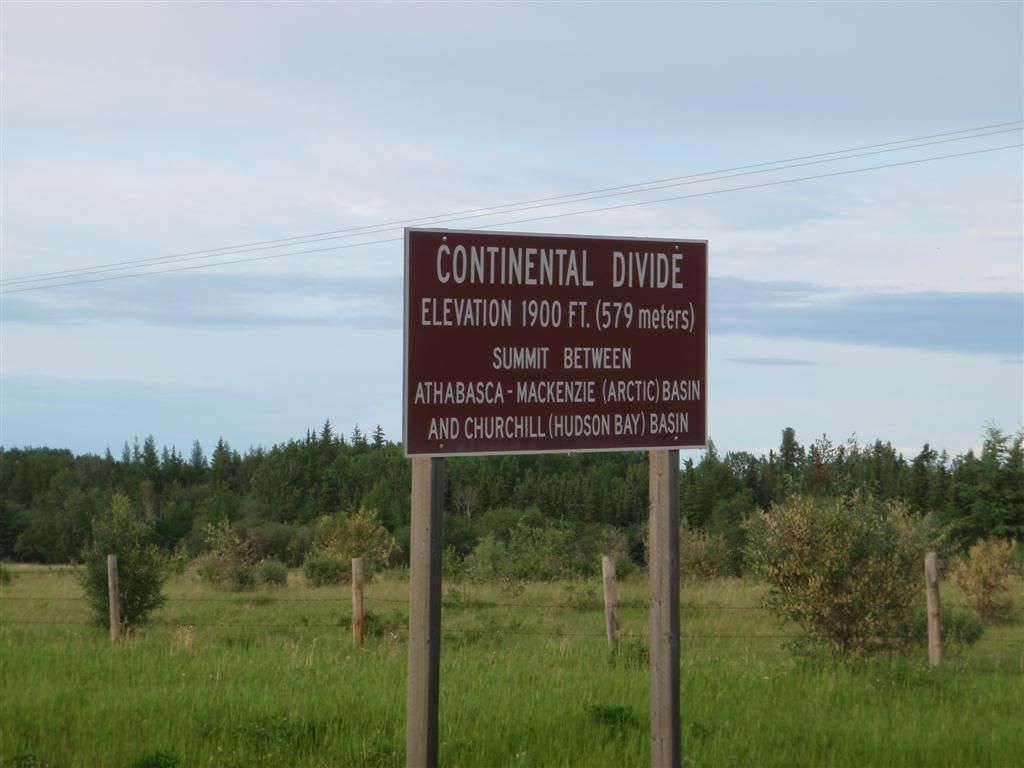 CONTINENTAL DIVIDE
ELEVATION 1900 FT. (579 meters)
SUMMIT BETWEEN
ATHABASCA - MACKENZIE (ARCTIC) BASIN
AND CHURCHILL (HUDSON BAY) BASIN